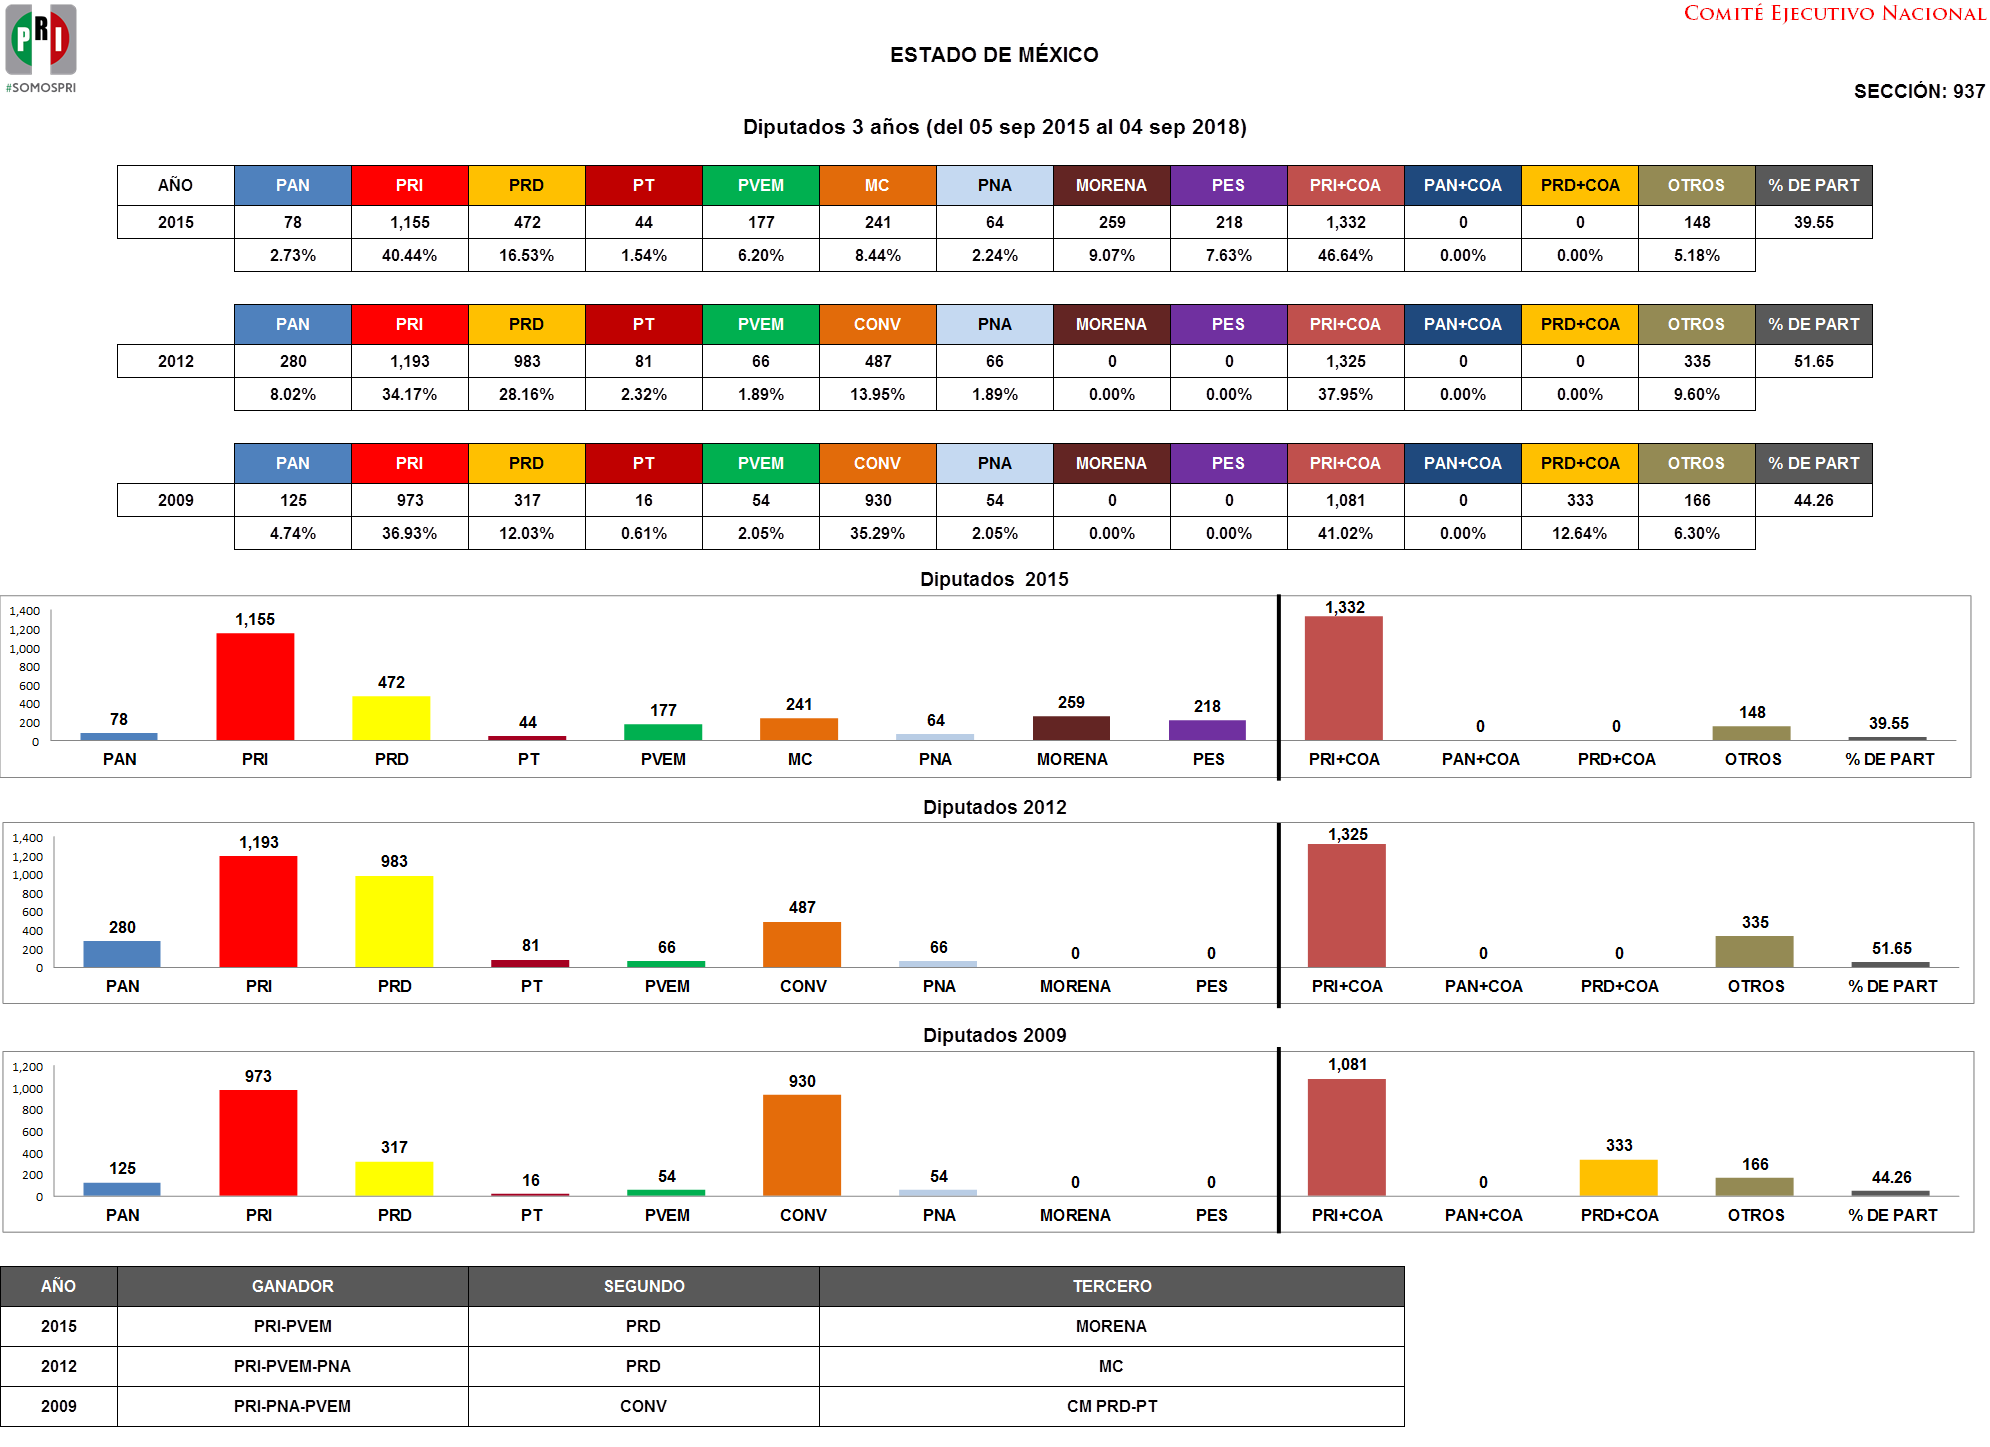 PRI
#SOMOSPRI
COMITÉ EJECUTIVO NACIONAL
ESTADO DE MÉXICO
SECCIÓN: 937
Diputados 3 años (del 05 sep 2015 al 04 sep 2018)
AÑO PAN PRI PRD PT PVEM MC PNA MORENA PES PRI+COA PAN+COA PRD+COA OTROS % DE PART
2015 78 1,155 472 44 177 241 64 259 218 1,332 0 0 148 39.55
2.73% 40.44% 16.53% 1.54% 6.20% 8.44% 2.24% 9.07% 7.63% 46.64% 0.00% 0.00% 5.18%
PAN PRI PRD PT PVEM CONV PNA MORENA PES PRI+COA PAN+COA PRD+COA OTROS % DE PART
2012 280 1,193 983 81 66 487 66 0 0 1,325 0 0 335 51.65
8.02% 34.17% 28.16% 2.32% 1.89% 13.95% 1.89% 0.00% 0.00% 37.95% 0.00% 0.00% 9.60%
PAN PRI PRD PT PVEM CONV PNA MORENA PES PRI+COA PAN+COA PRD+COA OTROS % DE PART
2009 125 973 317 16 54 930 54 0 0 1,081 0 333 166 44.26
4.74% 36.93% 12.03% 0.61% 2.05% 35.29% 2.05% 0.00% 0.00% 41.02% 0.00% 12.64% 6.30%
Diputados 2015
1,400
1,200
1,000
800
600
400
200
0
78 1,155 472 44 177 241 64 259 218 1,332 0 0 148 39.55
PAN PRI PRD PT PVEM MC PNA MORENA PES PRI+COA PAN+COA PRD+COA OTROS % DE PART
Diputados 2012
1,400
1,200
1,000
800
600
400
200
0
280 1,193 983 81 66 487 66 0 0 1,325 0 0 335 51.65
PAN PRI PRD PT PVEM CONV PNA MORENA PES PRI+COA PAN+COA PRD+COA OTROS % DE PART
Diputados 2009
1,200
1,000
800
600
400
200
0
125 973 317 16 54 930 54 0 0 1,081 0 333 166 44.26
PAN PRI PRD PT PVEM CONV PNA MORENA PES PRI+COA PAN+COA PRD+COA OTROS % DE PART
AÑO GANADOR SEGUNDO TERCERO
2015 PRI-PVEM PRD MORENA
2012 PRI-PVEM-PNA PRD MC
2009 PRI-PNA-PVEM CONV CM PRD-PT